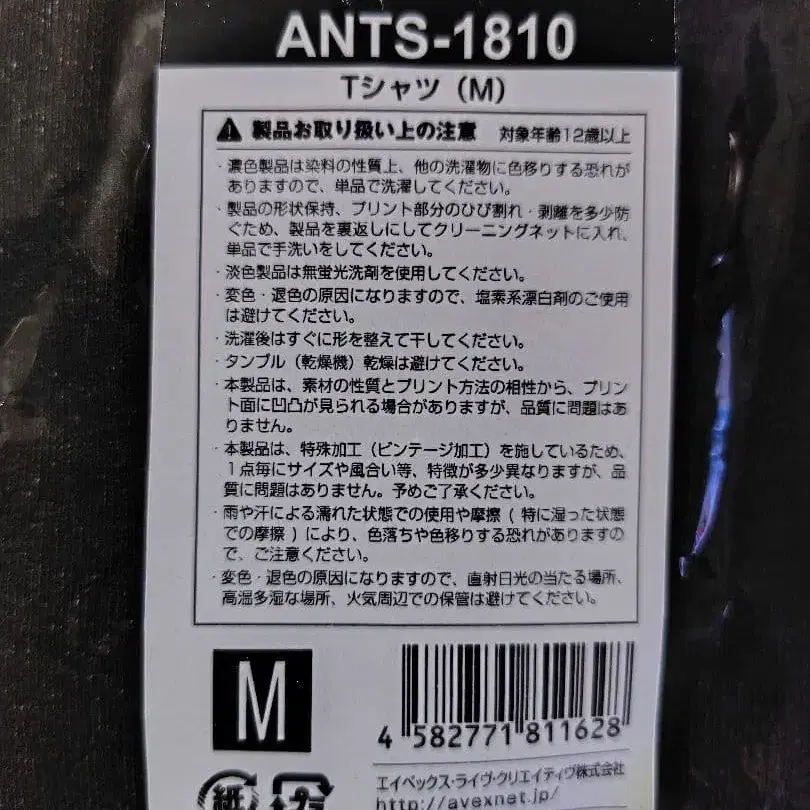 ANTS-1810
Tシャツ（M）
製品お取り扱い上の注意 対象年齢12歳以上
・濃色製品は染料の性質上、他の洗濯物に色移りする恐れが
ありますので、単品で洗濯してください。
・製品の形状保持、プリント部分のひび割れ・剥離を多少防
ぐため、製品を裏返しにしてクリーニングネットに入れ、
単品で手洗いをしてください。
・淡色製品は無蛍光洗剤を使用してください。
・変色・退色の原因になりますので、塩素系漂白剤のご使用
は避けてください。
・洗濯後はすぐに形を整えて干してください。
・タンブル（乾燥機）乾燥は避けてください。
・本製品は、素材の性質とプリント方法の相性から、プリン
ト面に凹凸が見られる場合がありますが、品質に問題はあ
りません。
・本製品は、特殊加工（ビンテージ加工）を施しているため、
1点毎にサイズや風合い等、特徴が多少異なりますが、品
質に問題はありません。予めご了承ください。
・雨や汗による濡れた状態での使用や摩擦（特に湿った状態
での摩擦）により、色落ちや色移りする恐れがありますの
で、ご注意ください。
・変色・退色の原因になりますので、直射日光の当たる場所、
高温多湿な場所、火気周辺での保管は避けてください。
M
4 582771 811628
エイベックス・ライヴ・クリエイティヴ株式会社
http://avexnet.jp/
紙